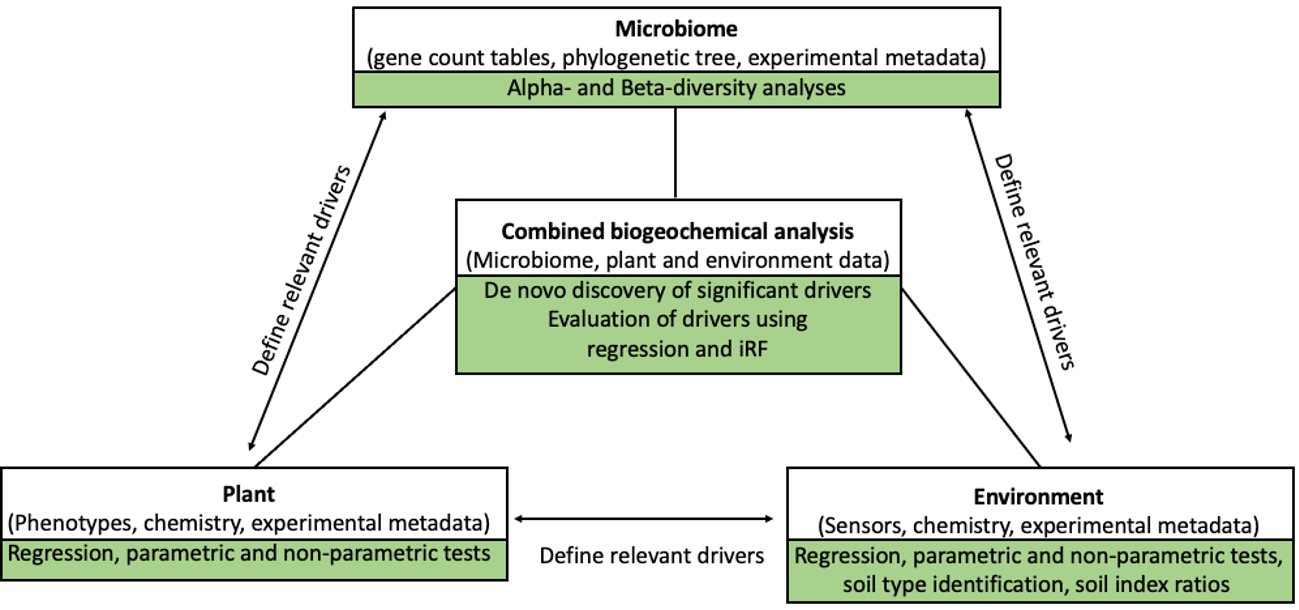 Microbiome
(gene count tables, phylogenetic tree, experimental metadata)
Alpha- and Beta-diversity analyses
Define relevant drivers
Define relevant drivers
Combined biogeochemical analysis
(Microbiome, plant and environment data)
De novo discovery of significant drivers
Evaluation of drivers using
regression and iRF
Plant
(Phenotypes, chemistry, experimental metadata)
Regression, parametric and non-parametric tests
Define relevant drivers
Environment
(Sensors, chemistry, experimental metadata)
Regression, parametric and non-parametric tests,
soil type identification, soil index ratios